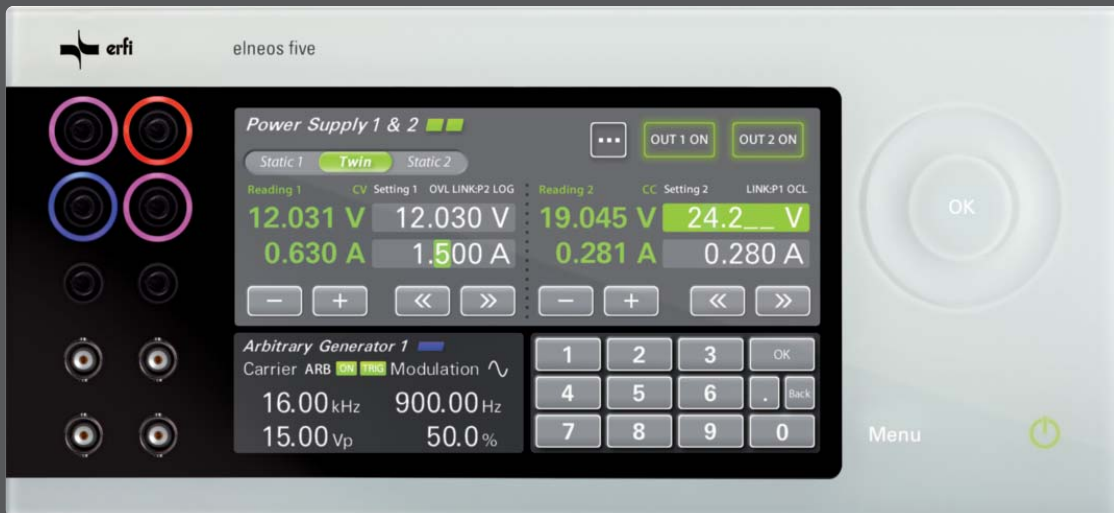 erfi
elneos five
Power Supply 1 & 2
... OUT 1 ON OUT 2 ON
Static 1 Twin Static 2
Reading 1 CV Setting 1 OVL LINK:P2 LOG
12.031 V 12.030 V
0.630 A 1.500 A
− + « »
Reading 2 CC Setting 2 LINK:P1 OCL
19.045 V 24.2__ V
0.281 A 0.280 A
− + « »
Arbitrary Generator 1
Carrier ARB ON TRIG Modulation
16.00 kHz 900.00 Hz
15.00 Vp 50.0 %
1 2 3 OK
4 5 6 . Back
7 8 9 0
OK
Menu